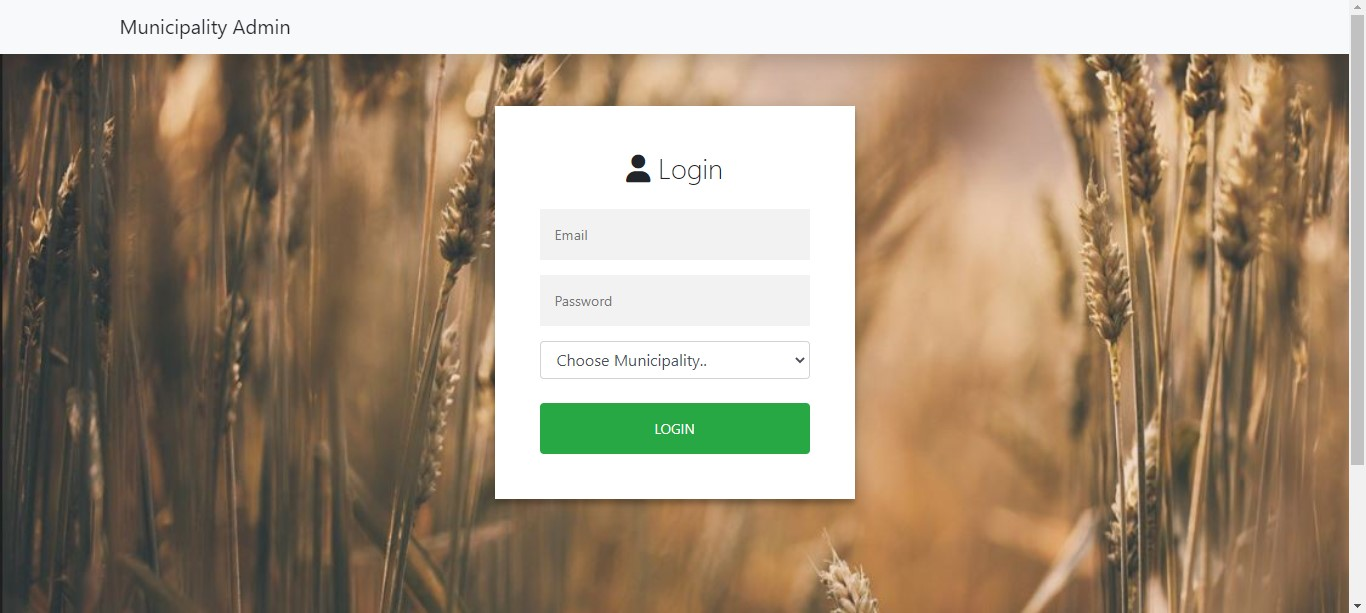 Municipality Admin
Login
Email
Password
Choose Municipality..
LOGIN